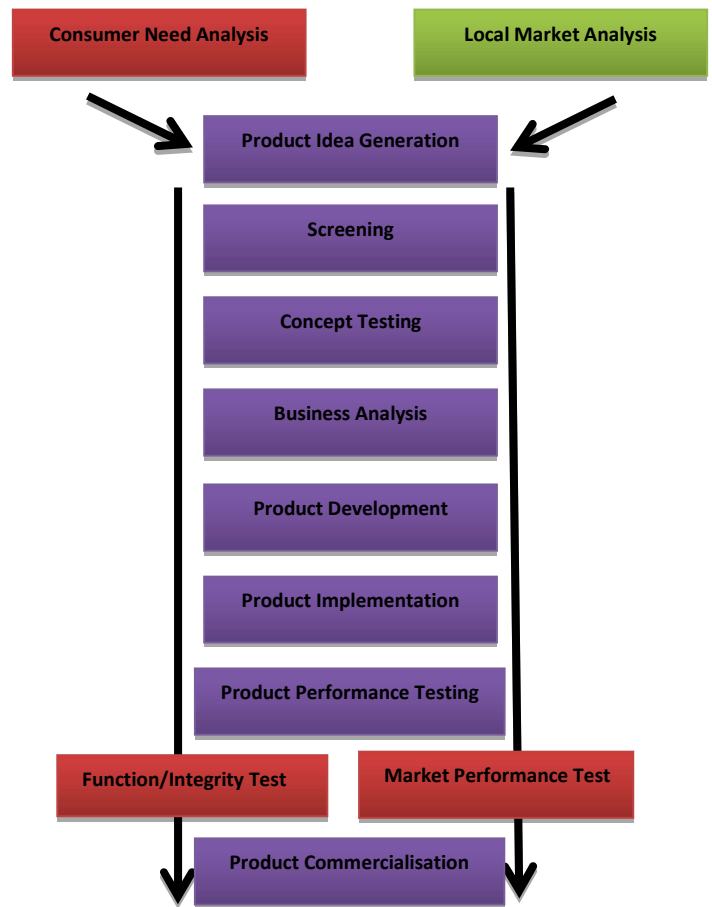 Consumer Need Analysis
Local Market Analysis
Product Idea Generation
Screening
Concept Testing
Business Analysis
Product Development
Product Implementation
Product Performance Testing
Function/Integrity Test
Market Performance Test
Product Commercialisation